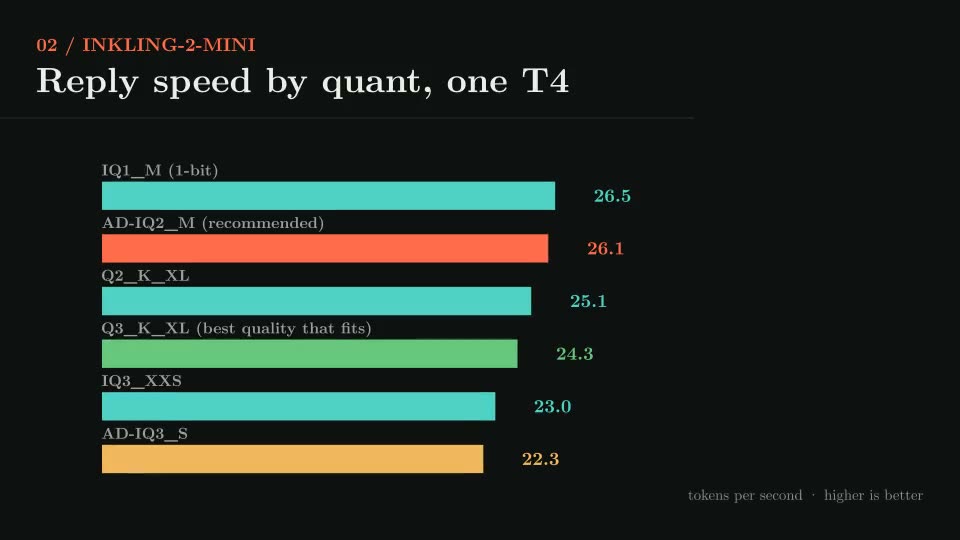 02 / INKLING-2-MINI
Reply speed by quant, one T4
IQ1_M (1-bit)
26.5
AD-IQ2_M (recommended)
26.1
Q2_K_XL
25.1
Q3_K_XL (best quality that fits)
24.3
IQ3_XXS
23.0
AD-IQ3_S
22.3
tokens per second · higher is better